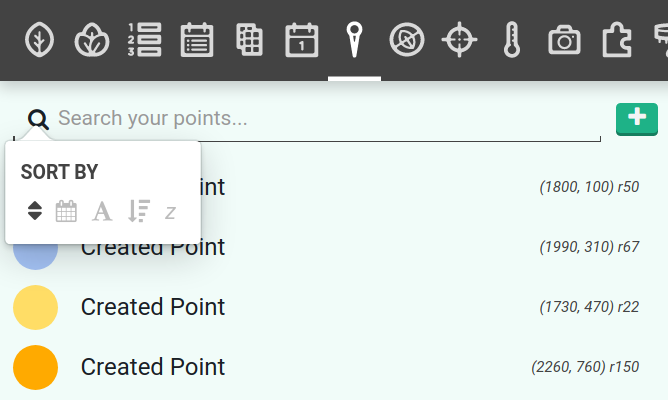 1
2
3
1
Search your points...
SORT BY
A
z
int (1800, 100) r50
Created Point (1990, 310) r67
Created Point (1730, 470) r22
Created Point (2260, 760) r150